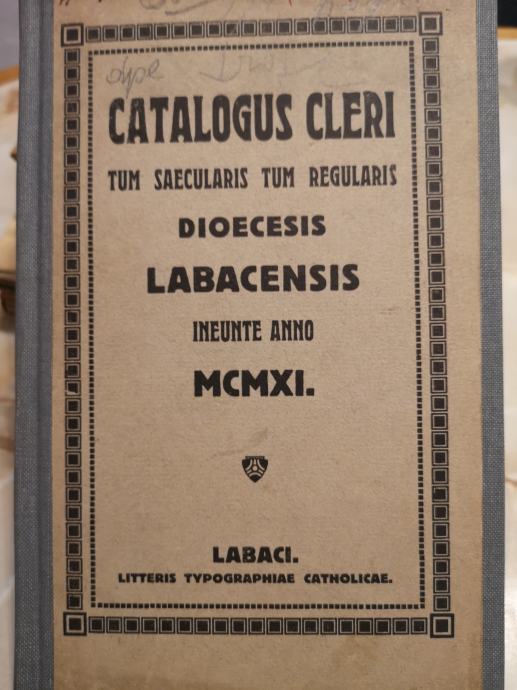 CATALOGUS CLERI
TUM SAECULARIS TUM REGULARIS
DIOECESIS
LABACENSIS
INEUNTE ANNO
MCMXI.
LABACI.
LITTERIS TYPOGRAPHIAE CATHOLICAE.